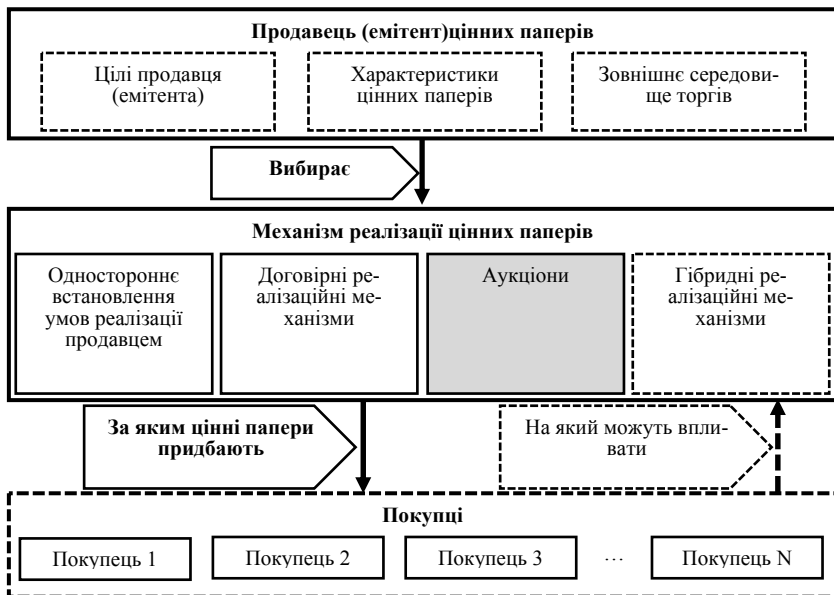 Продавець (емітент)цінних паперів
Цілі продавця
(емітента)
Характеристики
цінних паперів
Зовнішнє середови-
ще торгів
Вибирає
Механізм реалізації цінних паперів
Одностороннє
встановлення
умов реалізації
продавцем
Договірні ре-
алізаційні ме-
ханізми
Аукціони
Гібридні ре-
алізаційні ме-
ханізми
За яким цінні папери
придбають
На який можуть впли-
вати
Покупці
Покупець 1
Покупець 2
Покупець 3
…
Покупець N